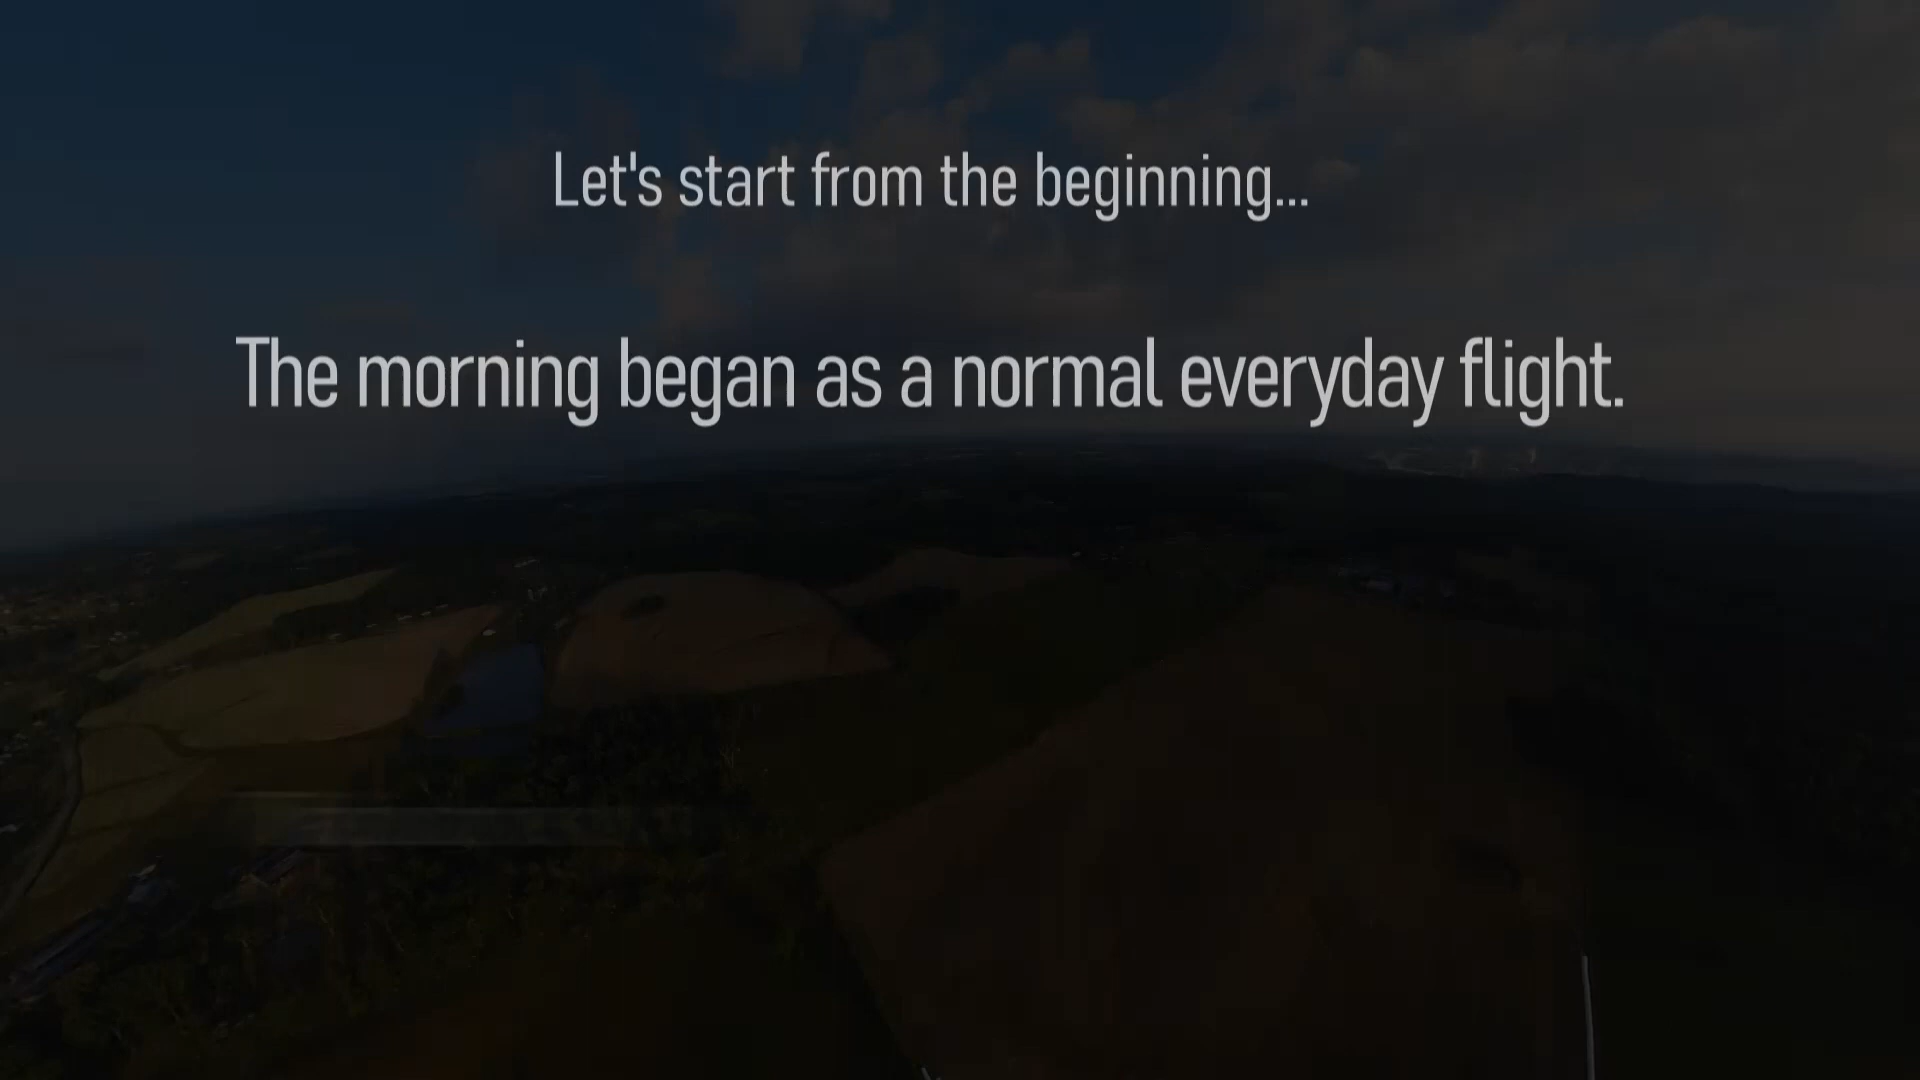 Let's start from the beginning...
The morning began as a normal everyday flight.